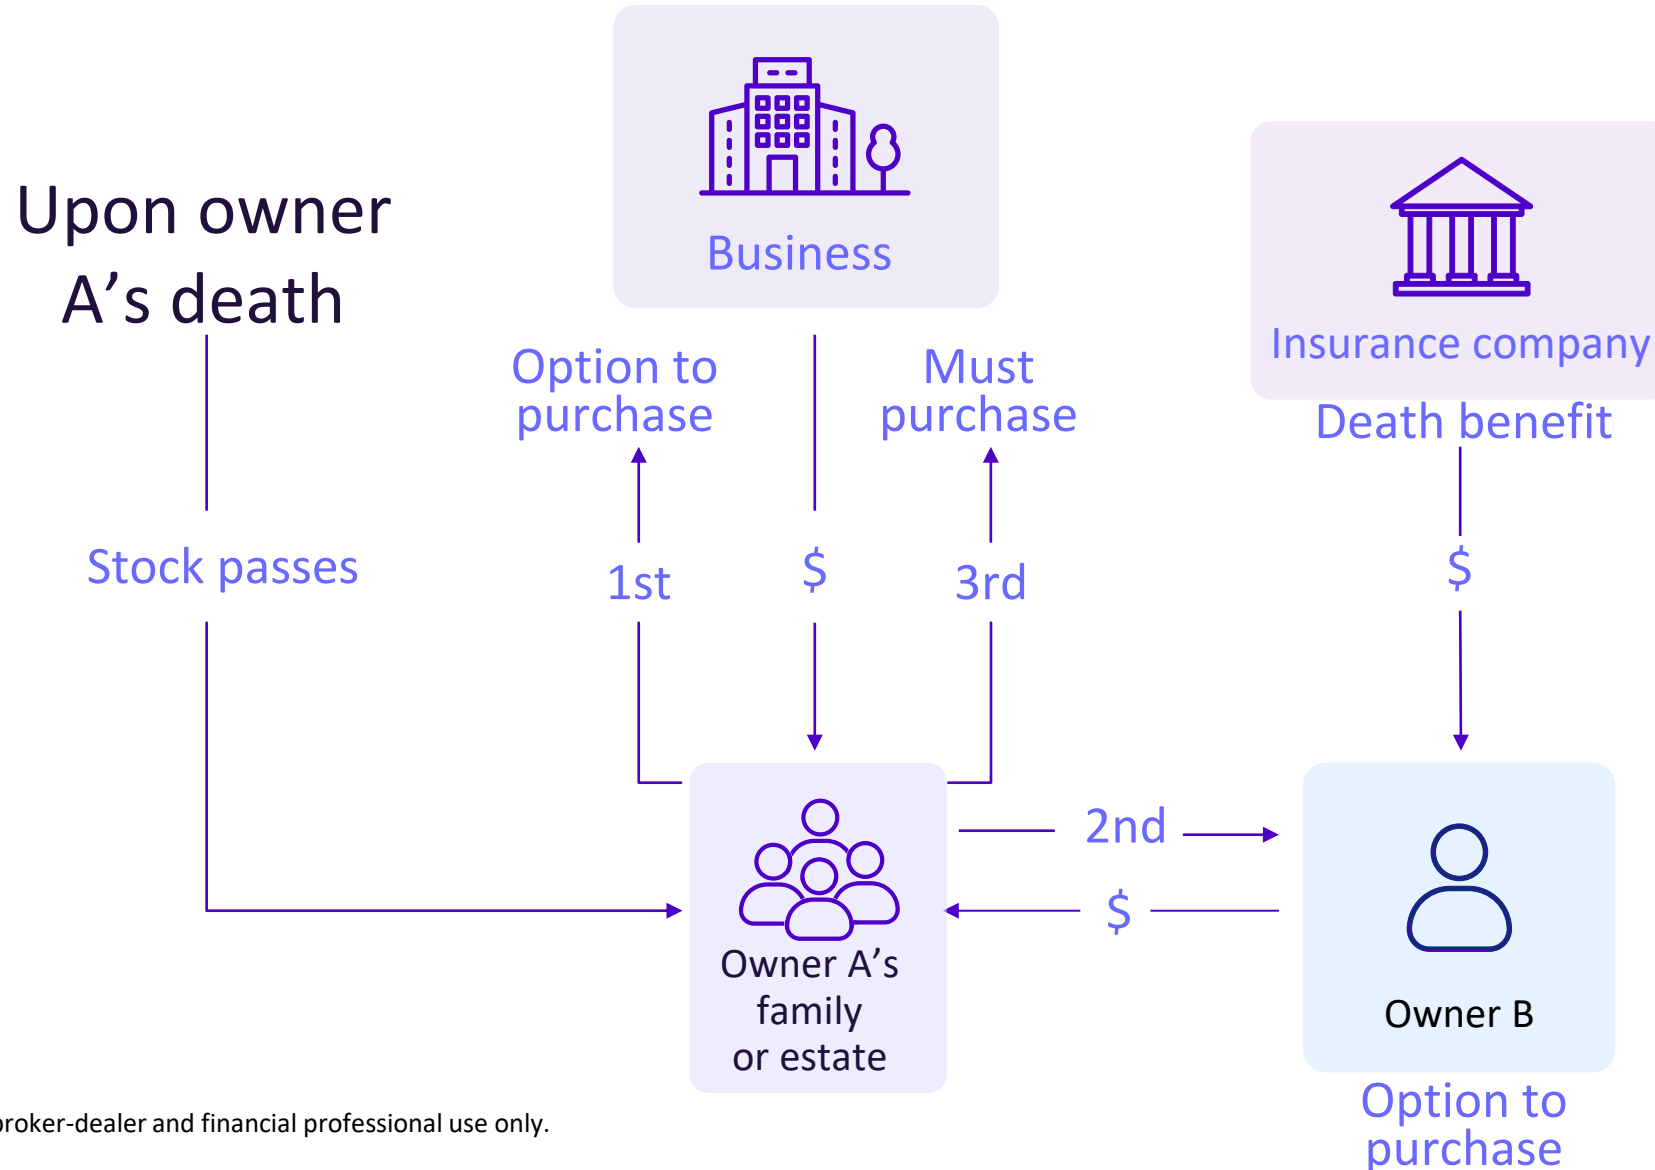 Upon owner
A’s death
Business
Insurance company
Option to
purchase
Must
purchase
Death benefit
Stock passes
1st
$
3rd
$
2nd
$
Owner A’s
family
or estate
Owner B
Option to
purchase
broker-dealer and financial professional use only.